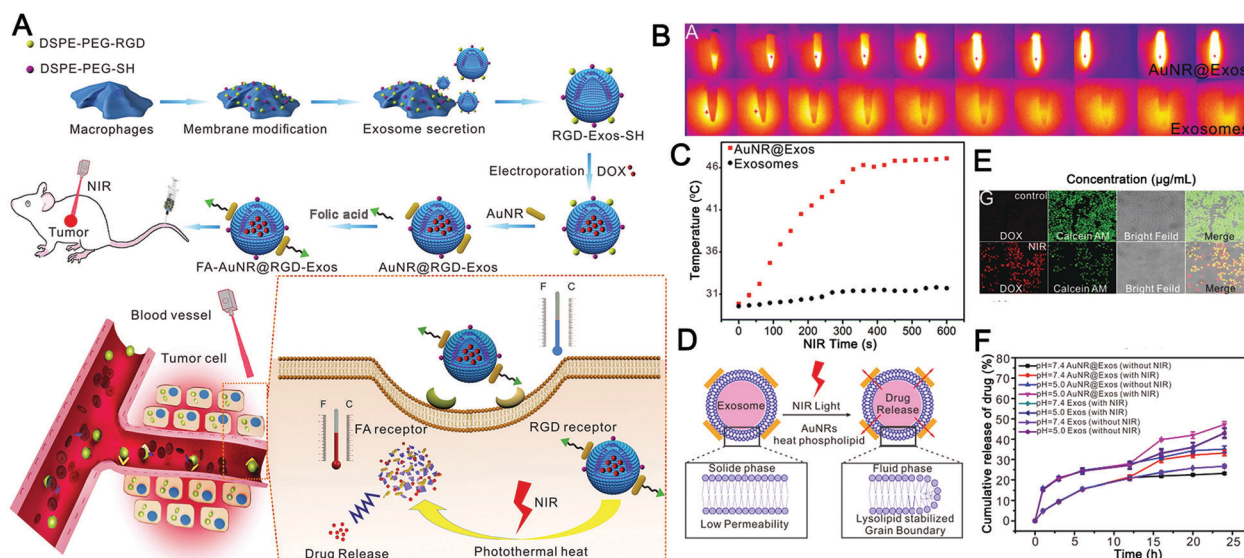 A
DSPE-PEG-RGD
DSPE-PEG-SH
Macrophages
Membrane modification
Exosome secretion
RGD-Exos-SH
Electroporation
DOX
NIR
Tumor
Folic acid
AuNR
FA-AuNR@RGD-Exos
AuNR@RGD-Exos
Blood vessel
Tumor cell
F C
F C
FA receptor
RGD receptor
NIR
Drug Release
Photothermal heat
B
A
AuNR@Exos
Exosomes
C
AuNR@Exos
Exosomes
Temperature (°C)
46
41
36
31
0 100 200 300 400 500 600
NIR Time (s)
D
Exosome
NIR Light
AuNRs
heat phospholipid
Drug
Release
Solide phase
Low Permeability
Fluid phase
Lysolipid stabilized
Grain Boundary
E
Concentration (μg/mL)
G
control
DOX
Calcein AM
Bright Feild
Merge
NIR
DOX
Calcein AM
Bright Feild
Merge
F
Cumulative release of drug (%)
80
70
60
50
40
30
20
10
0
pH=7.4 AuNR@Exos (without NIR)
pH=7.4 AuNR@Exos (with NIR)
pH=5.0 AuNR@Exos (without NIR)
pH=5.0 AuNR@Exos (with NIR)
pH=7.4 Exos (with NIR)
pH=5.0 Exos (with NIR)
pH=7.4 Exos (without NIR)
pH=5.0 Exos (without NIR)
0 5 10 15 20 25
Time (h)